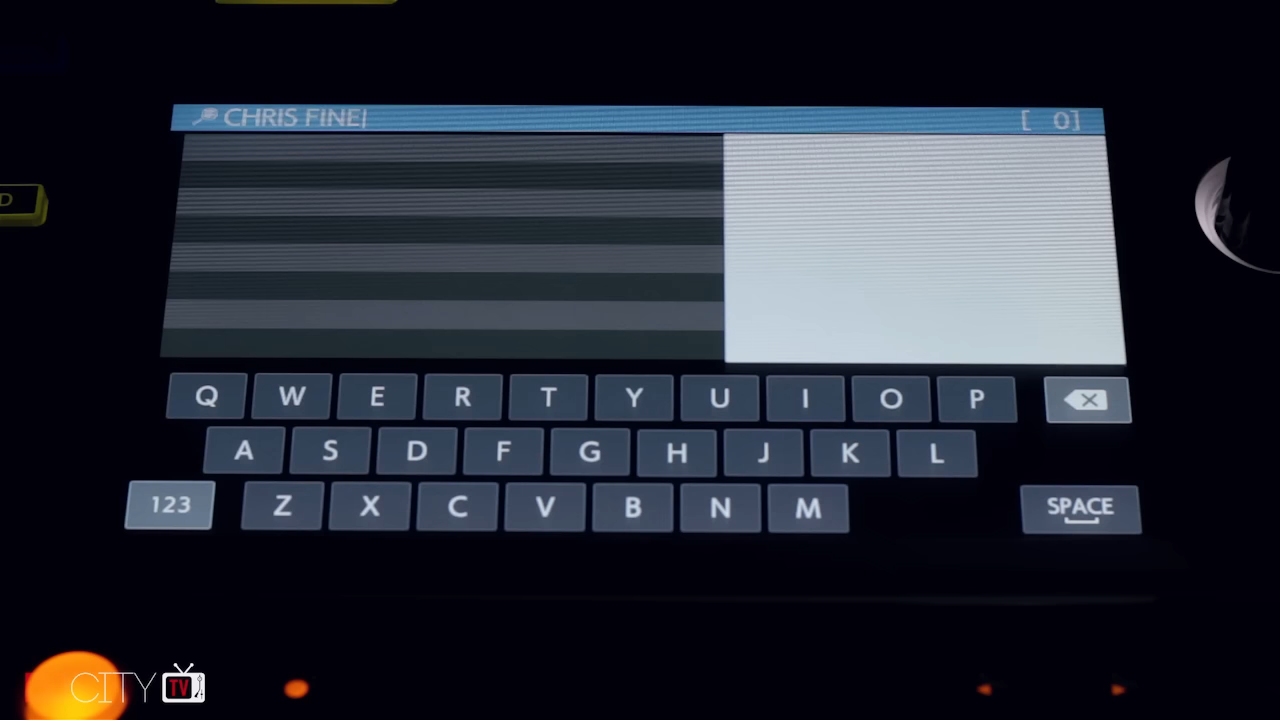 CHRIS FINE
[ 0]
D
Q W E R T Y U I O P
A S D F G H J K L
123 Z X C V B N M SPACE
CITY TV